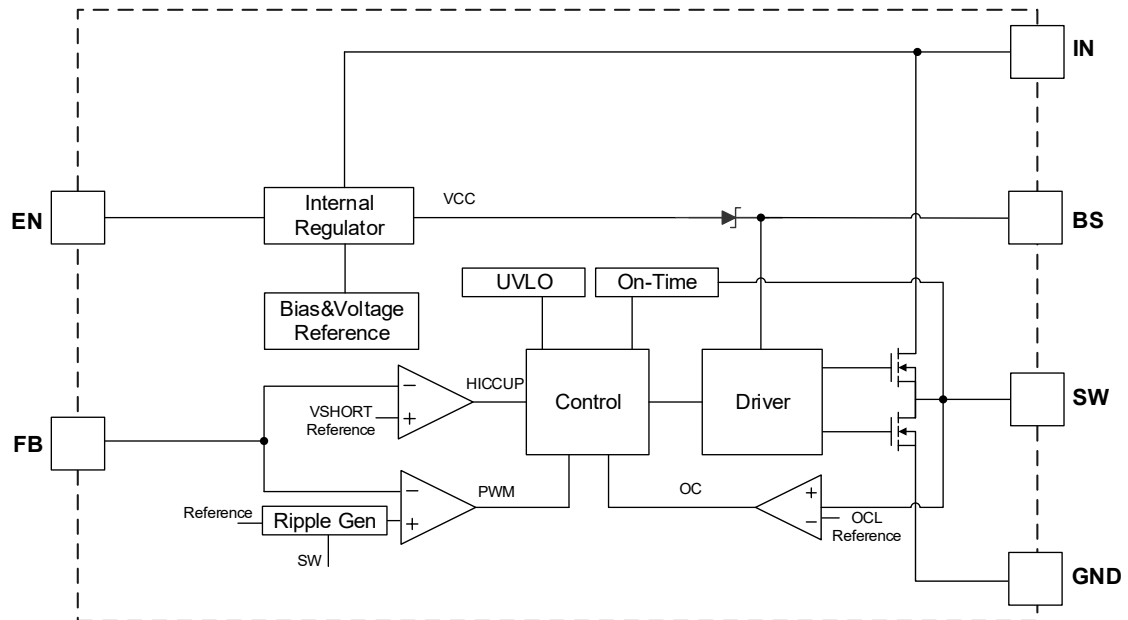 IN
EN
Internal
Regulator
VCC
BS
Bias&Voltage
Reference
UVLO
On-Time
HICCUP
−
VSHORT
Reference
+
Control
Driver
SW
FB
−
PWM
Reference
Ripple Gen
+
SW
OC
+
−
OCL
Reference
GND